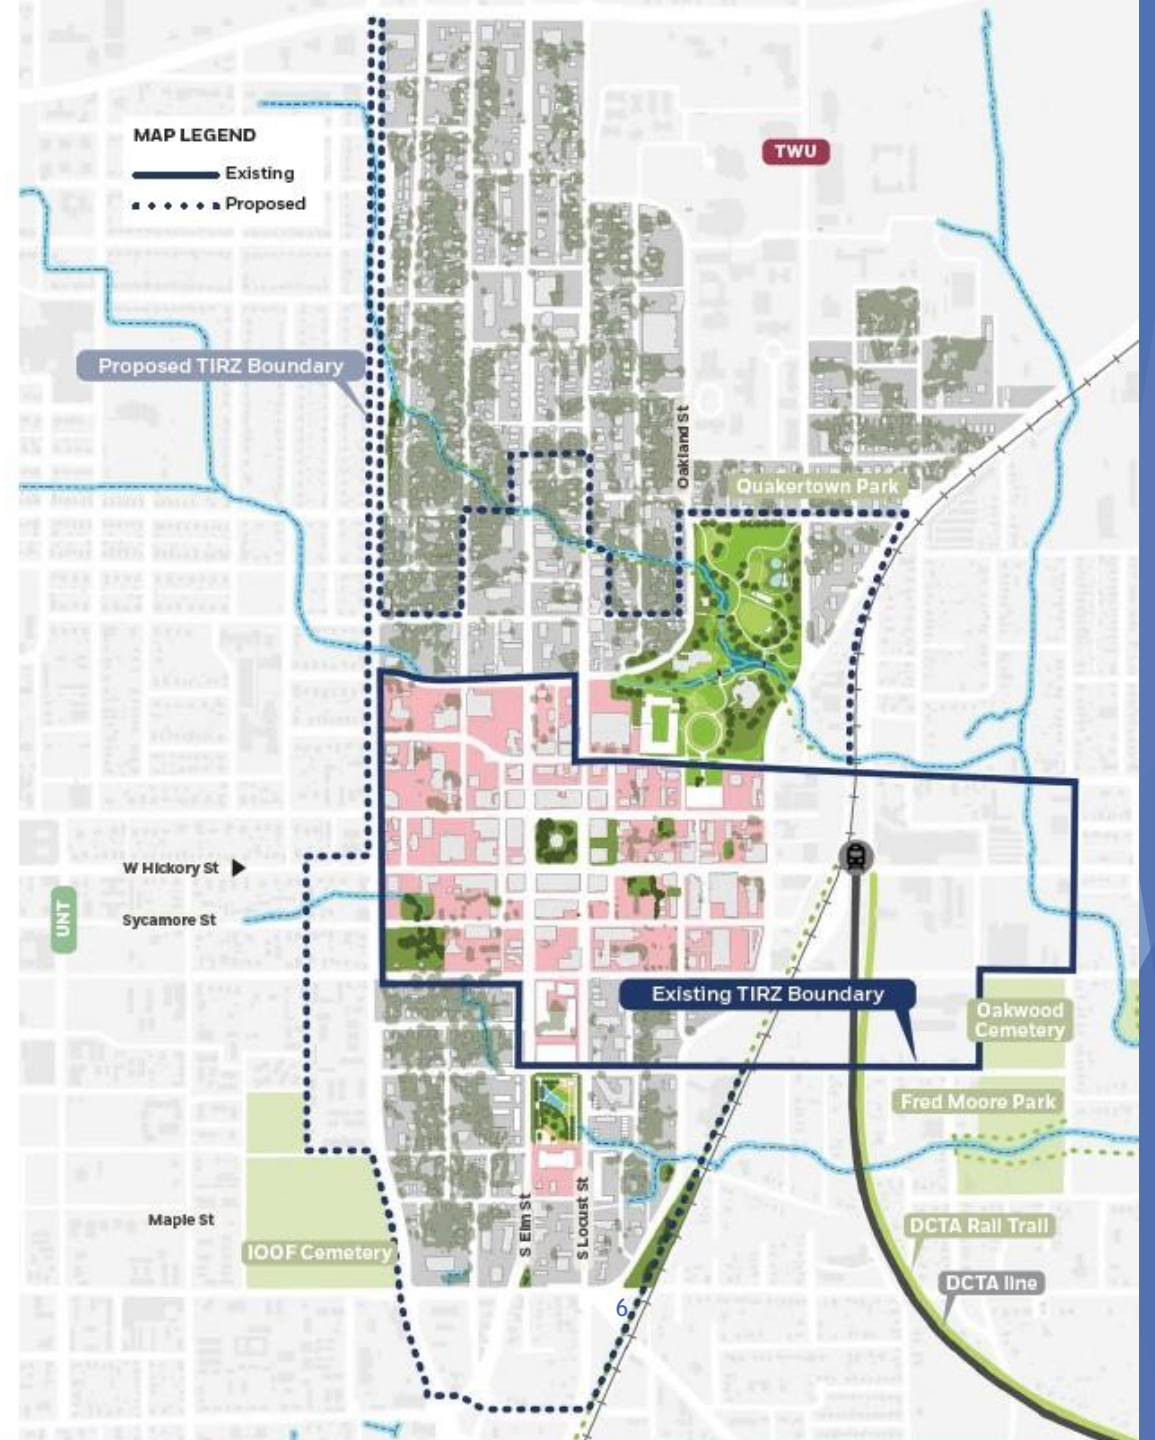 TWU
MAP LEGEND
Existing
Proposed
Proposed TIRZ Boundary
Oakland St
Quakertown Park
W Hickory St
UNT
Sycamore St
Existing TIRZ Boundary
Oakwood
Cemetery
Fred Moore Park
S Elm St
S Locust St
Maple St
DCTA Rail Trail
IOOF Cemetery
DCTA line
6